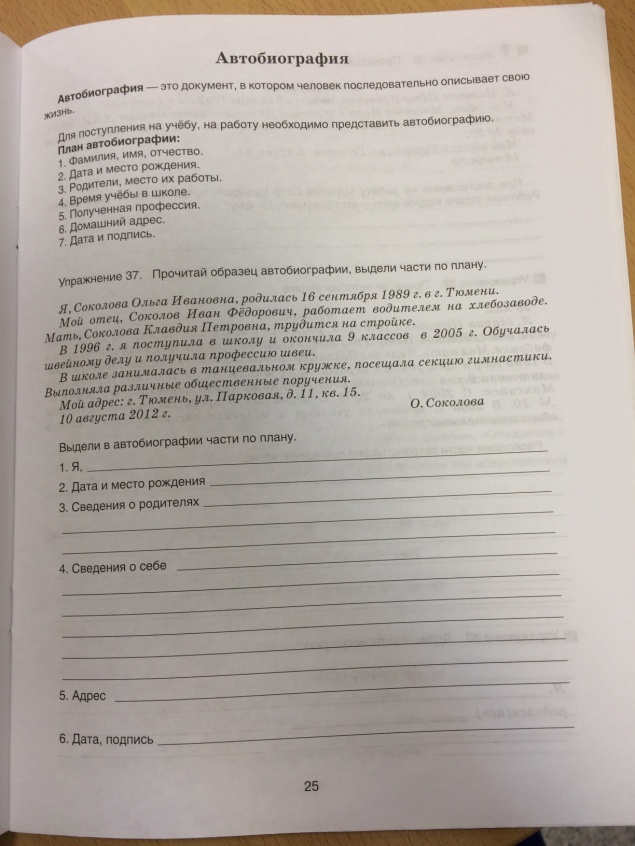 Автобиография
Автобиография — это документ, в котором человек последовательно описывает свою
жизнь.
Для поступления на учёбу, на работу необходимо представить автобиографию.
План автобиографии:
1. Фамилия, имя, отчество.
2. Дата и место рождения.
3. Родители, место их работы.
4. Время учёбы в школе.
5. Полученная профессия.
6. Домашний адрес.
7. Дата и подпись.
Упражнение 37. Прочитай образец автобиографии, выдели части по плану.
Я, Соколова Ольга Ивановна, родилась 16 сентября 1989 г. в г. Тюмени.
Мой отец, Соколов Иван Фёдорович, работает водителем на хлебозаводе.
Мать, Соколова Клавдия Петровна, трудится на стройке.
В 1996 г. я поступила в школу и окончила 9 классов в 2005 г. Обучалась
швейному делу и получила профессию швеи.
В школе занималась в танцевальном кружке, посещала секцию гимнастики.
Выполняла различные общественные поручения.
Мой адрес: г. Тюмень, ул. Парковая, д. 11, кв. 15.
10 августа 2012 г. О. Соколова
Выдели в автобиографии части по плану.
1. Я,
2. Дата и место рождения
3. Сведения о родителях
4. Сведения о себе
5. Адрес
6. Дата, подпись
25